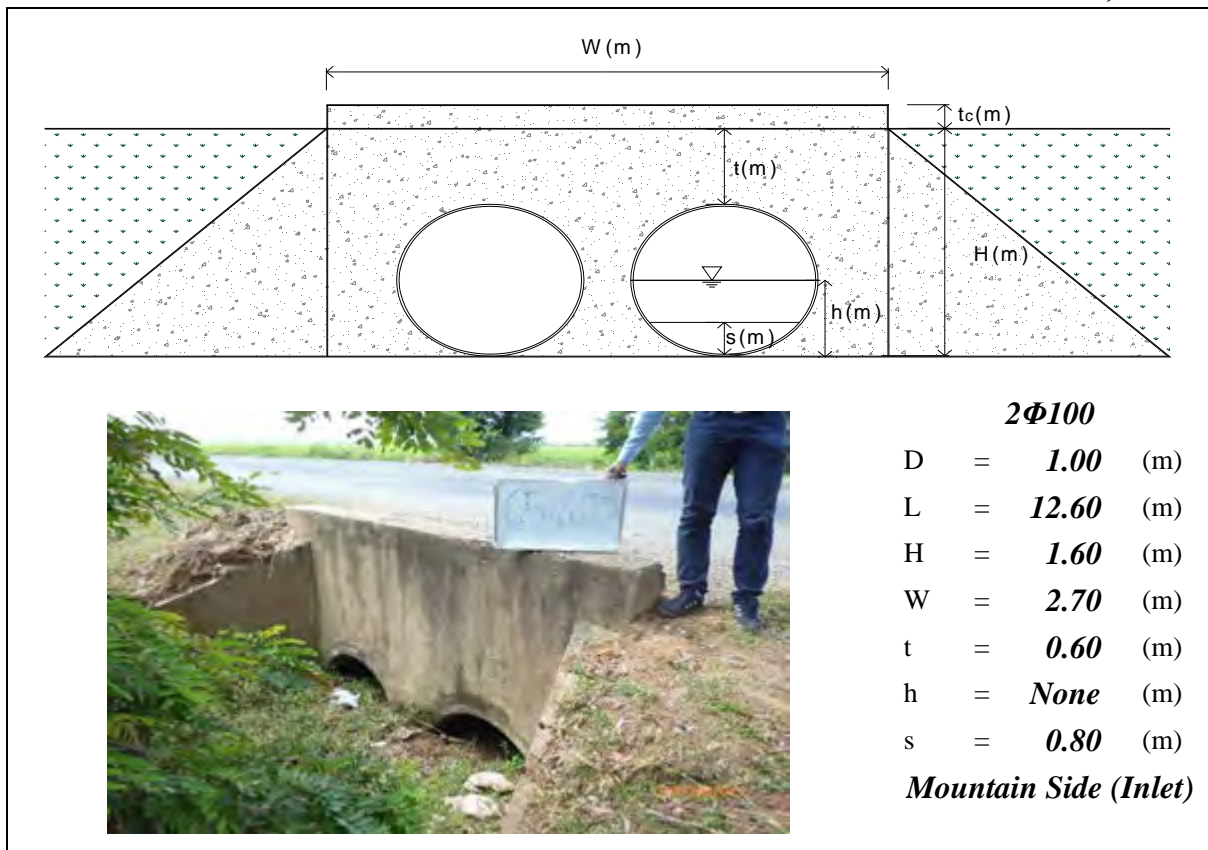 W(m)
tc(m)
t(m)
H(m)
h(m)
s(m)
2Φ100
D = 1.00 (m)
L = 12.60 (m)
H = 1.60 (m)
W = 2.70 (m)
t = 0.60 (m)
h = None (m)
s = 0.80 (m)
Mountain Side (Inlet)